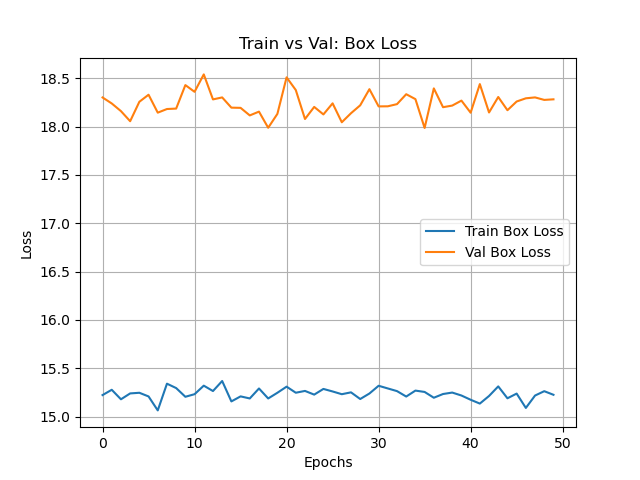 Train vs Val: Box Loss
18.5
18.0
17.5
17.0
16.5
16.0
15.5
15.0
Loss
Train Box Loss
Val Box Loss
0 10 20 30 40 50
Epochs